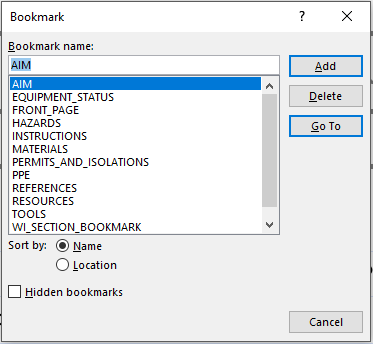 Bookmark
?
Bookmark name:
AIM
Add
AIM
EQUIPMENT_STATUS
FRONT_PAGE
HAZARDS
INSTRUCTIONS
MATERIALS
PERMITS_AND_ISOLATIONS
PPE
REFERENCES
RESOURCES
TOOLS
WI_SECTION_BOOKMARK
Delete
Go To
Sort by:
Name
Location
Hidden bookmarks
Cancel